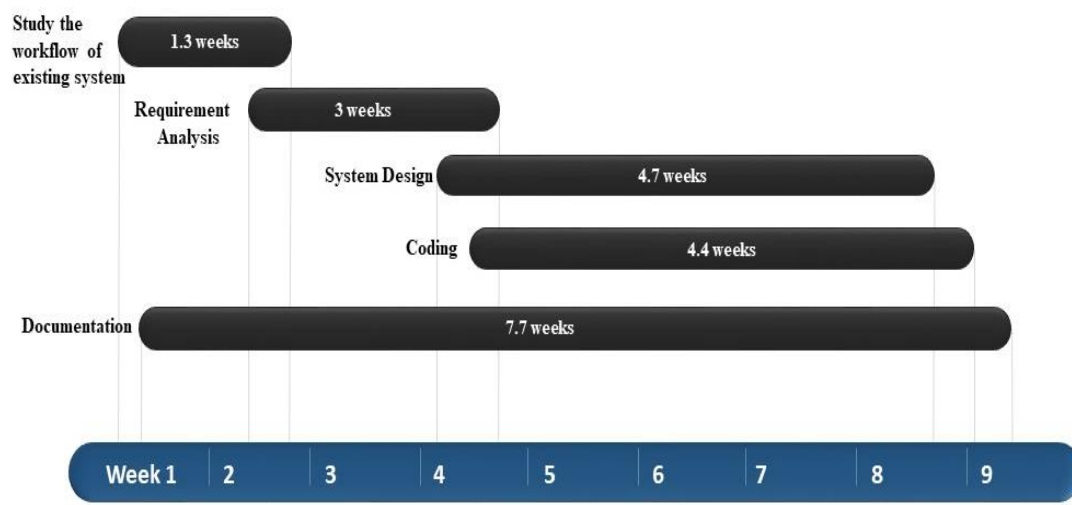 Study the
workflow of
existing system
1.3 weeks
Requirement
Analysis
3 weeks
System Design
4.7 weeks
Coding
4.4 weeks
Documentation
7.7 weeks
Week 1 2 3 4 5 6 7 8 9